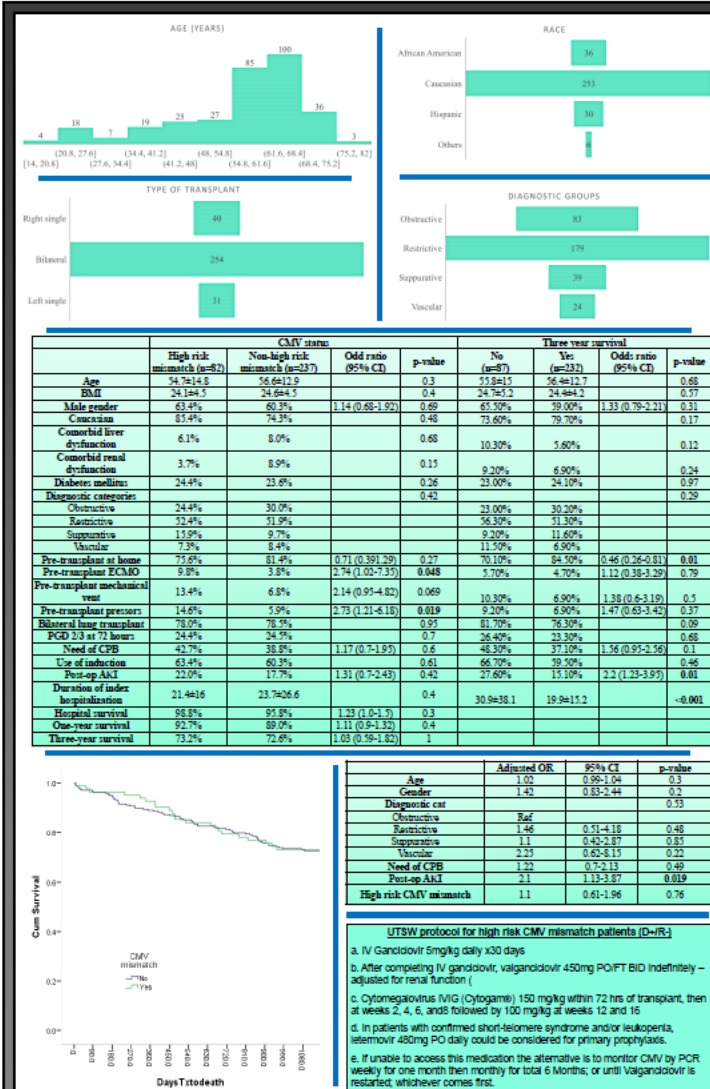 AGE (YEARS)
4 18 7 19 25 27 85 100 36 3
(20.8, 27.6] (34.4, 41.2] (48, 54.8] (61.6, 68.4] (75.2, 82]
[14, 20.8] (27.6, 34.4] (41.2, 48] (54.8, 61.6] (68.4, 75.2]
RACE
African American 36
Caucasian 253
Hispanic 30
Others 6
TYPE OF TRANSPLANT
Right single 40
Bilateral 254
Left single 31
DIAGNOSTIC GROUPS
Obstructive 83
Restrictive 179
Suppurative 39
Vascular 24
CMV status Three year survival
High risk mismatch (n=82) Non-high risk mismatch (n=237) Odd ratio (95% CI) p-value No (n=87) Yes (n=232) Odds ratio (95% CI) p-value
Age 54.7±14.8 56.6±12.9 0.3 55.8±15 56.4±12.7 0.68
BMI 24.1±4.5 24.6±4.5 0.4 24.7±5.2 24.4±4.2 0.57
Male gender 63.4% 60.3% 1.14 (0.68-1.92) 0.69 65.50% 59.00% 1.33 (0.79-2.21) 0.31
Caucasian 85.4% 74.3% 0.48 73.60% 79.70% 0.17
Comorbid liver dysfunction 6.1% 8.0% 0.68 10.30% 5.60% 0.12
Comorbid renal dysfunction 3.7% 8.9% 0.15 9.20% 6.90% 0.24
Diabetes mellitus 24.4% 23.6% 0.26 23.00% 24.10% 0.97
Diagnostic categories 0.42 0.29
Obstructive 24.4% 30.0% 23.00% 30.20%
Restrictive 52.4% 51.9% 56.30% 51.30%
Suppurative 15.9% 9.7% 9.20% 11.60%
Vascular 7.3% 8.4% 11.50% 6.90%
Pre-transplant at home 75.6% 81.4% 0.71 (0.391.29) 0.27 70.10% 84.50% 0.46 (0.26-0.81) 0.01
Pre-transplant ECMO 9.8% 3.8% 2.74 (1.02-7.35) 0.048 5.70% 4.70% 1.12 (0.38-3.29) 0.79
Pre-transplant mechanical vent 13.4% 6.8% 2.14 (0.95-4.82) 0.069 10.30% 6.90% 1.38 (0.6-3.19) 0.5
Pre-transplant pressors 14.6% 5.9% 2.73 (1.21-6.18) 0.019 9.20% 6.90% 1.47 (0.63-3.42) 0.37
Bilateral lung transplant 78.0% 78.5% 0.95 81.70% 76.30% 0.09
PGD 2/3 at 72 hours 24.4% 24.5% 0.7 26.40% 23.30% 0.68
Need of CPB 42.7% 38.8% 1.17 (0.7-1.95) 0.6 48.30% 37.10% 1.56 (0.95-2.56) 0.1
Use of induction 63.4% 60.3% 0.61 66.70% 59.50% 0.46
Post-op AKI 22.0% 17.7% 1.31 (0.7-2.43) 0.42 27.60% 15.10% 2.2 (1.23-3.95) 0.01
Duration of index hospitalization 21.4±16 23.7±26.6 0.4 30.9±38.1 19.9±15.2 <0.001
Hospital survival 98.8% 95.8% 1.23 (1.0-1.5) 0.3
One-year survival 92.7% 89.0% 1.11 (0.9-1.32) 0.4
Three-year survival 73.2% 72.6% 1.03 (0.59-1.82) 1
Cum Survival
1.0
0.8
0.6
0.4
0.2
0.0
CMV mismatch
No
Yes
.0 90.0 180.0 270.0 360.0 450.0 540.0 630.0 720.0 810.0 900.0 990.0 1080.0
DaysTxtodeath
Adjusted OR 95% CI p-value
Age 1.02 0.99-1.04 0.3
Gender 1.42 0.83-2.44 0.2
Diagnostic cat 0.53
Obstructive Ref
Restrictive 1.46 0.51-4.18 0.48
Suppurative 1.1 0.42-2.87 0.85
Vascular 2.25 0.62-8.15 0.22
Need of CPB 1.22 0.7-2.13 0.49
Post-op AKI 2.1 1.13-3.87 0.019
High risk CMV mismatch 1.1 0.61-1.96 0.76
UTSW protocol for high risk CMV mismatch patients (D+/R-)
a. IV Ganciclovir 5mg/kg daily x30 days
b. After completing IV ganciclovir, valganciclovir 450mg PO/FT BID indefinitely –
adjusted for renal function (
c. Cytomegalovirus IVIG (Cytogam®) 150 mg/kg within 72 hrs of transplant, then
at weeks 2, 4, 6, and8 followed by 100 mg/kg at weeks 12 and 16
d. In patients with confirmed short-telomere syndrome and/or leukopenia,
letermovir 480mg PO daily could be considered for primary prophylaxis.
e. If unable to access this medication the alternative is to monitor CMV by PCR
weekly for one month then monthly for total 6 Months; or until Valganciclovir is
restarted; whichever comes first.